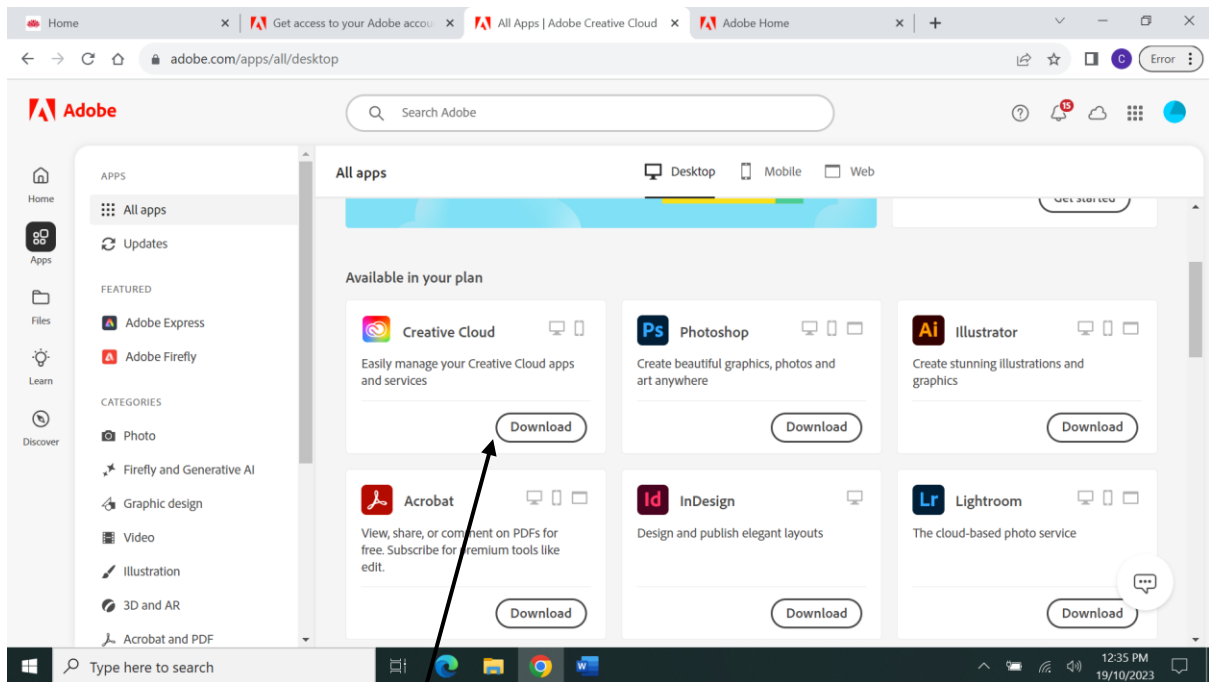 Home
Get access to your Adobe accou
All Apps | Adobe Creative Cloud
Adobe Home
adobe.com/apps/all/desktop
C
Error
Adobe
Search Adobe
15
Home
Apps
Files
Learn
Discover
APPS
All apps
Updates
FEATURED
Adobe Express
Adobe Firefly
CATEGORIES
Photo
Firefly and Generative AI
Graphic design
Video
Illustration
3D and AR
Acrobat and PDF
All apps
Desktop Mobile Web
Get started
Available in your plan
Creative Cloud
Easily manage your Creative Cloud apps
and services
Download
Ps Photoshop
Create beautiful graphics, photos and
art anywhere
Download
Ai Illustrator
Create stunning illustrations and
graphics
Download
Acrobat
View, share, or comment on PDFs for
free. Subscribe for premium tools like
edit.
Download
Id InDesign
Design and publish elegant layouts
Download
Lr Lightroom
The cloud-based photo service
Download
Type here to search
W
12:35 PM
19/10/2023